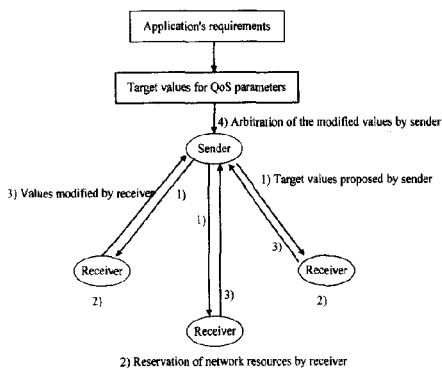 Application's requirements
Target values for QoS parameters
4) Arbitration of the modified values by sender
Sender
1) Target values proposed by sender
3) Values modified by receiver
1)
1)
3)
Receiver
Receiver
2)
3)
2)
Receiver
2) Reservation of network resources by receiver